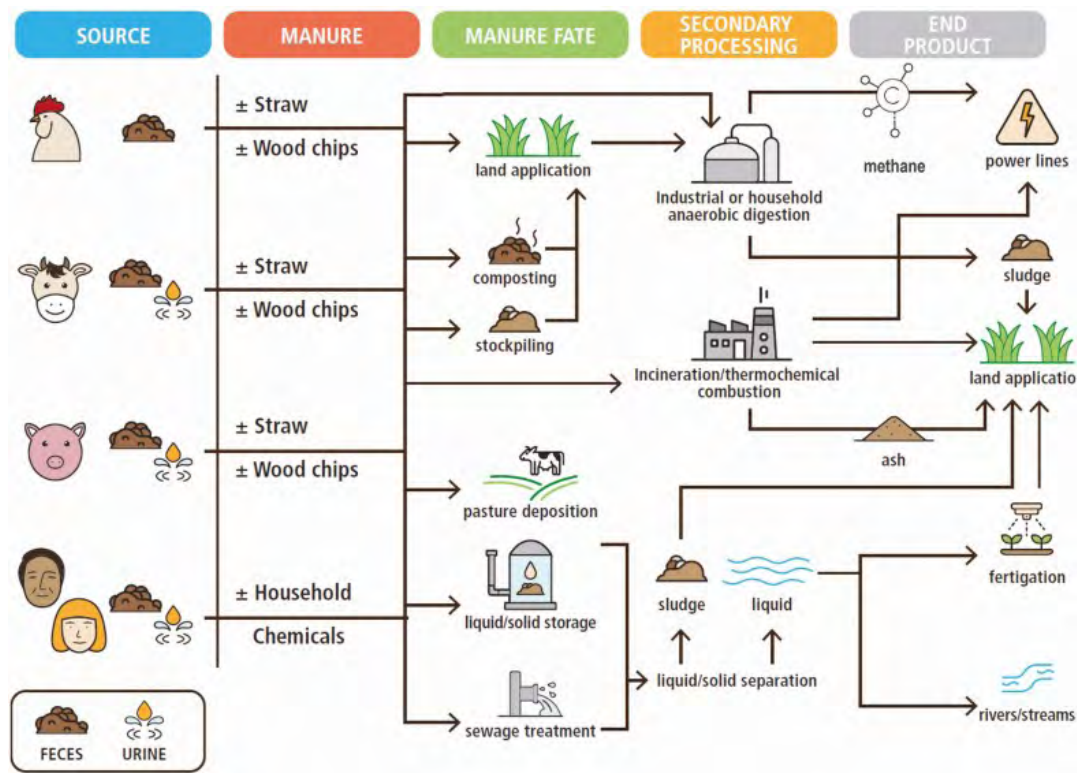 SOURCE
MANURE
MANURE FATE
SECONDARY
PROCESSING
END
PRODUCT
± Straw
± Wood chips
land application
Industrial or household
anaerobic digestion
C
methane
power lines
± Straw
± Wood chips
composting
stockpiling
sludge
Incineration/thermochemical
combustion
land applicatio
ash
± Straw
± Wood chips
pasture deposition
± Household
Chemicals
liquid/solid storage
sludge
liquid
fertigation
liquid/solid separation
sewage treatment
rivers/streams
FECES
URINE